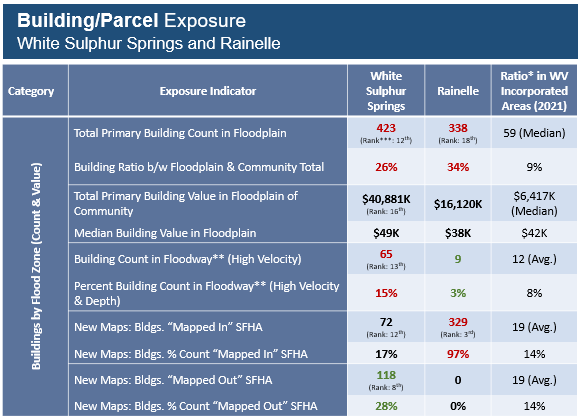 Building/Parcel Exposure
White Sulphur Springs and Rainelle
Category
Exposure Indicator
White Sulphur Springs
Rainelle
Ratio* in WV Incorporated Areas (2021)
Buildings by Flood Zone (Count & Value)
Total Primary Building Count in Floodplain
423
(Rank***: 12th)
338
(Rank: 18th)
59 (Median)
Building Ratio b/w Floodplain & Community Total
26%
34%
9%
Total Primary Building Value in Floodplain of Community
$40,881K
(Rank: 16th)
$16,120K
$6,417K (Median)
Median Building Value in Floodplain
$49K
$38K
$42K
Building Count in Floodway** (High Velocity)
65
(Rank: 13th)
9
12 (Avg.)
Percent Building Count in Floodway** (High Velocity & Depth)
15%
3%
8%
New Maps: Bldgs. “Mapped In” SFHA
72
(Rank: 12th)
329
(Rank: 3rd)
19 (Avg.)
New Maps: Bldgs. % Count “Mapped In” SFHA
17%
97%
14%
New Maps: Bldgs. “Mapped Out” SFHA
118
(Rank: 8th)
0
19 (Avg.)
New Maps: Bldgs. % Count “Mapped Out” SFHA
28%
0%
14%